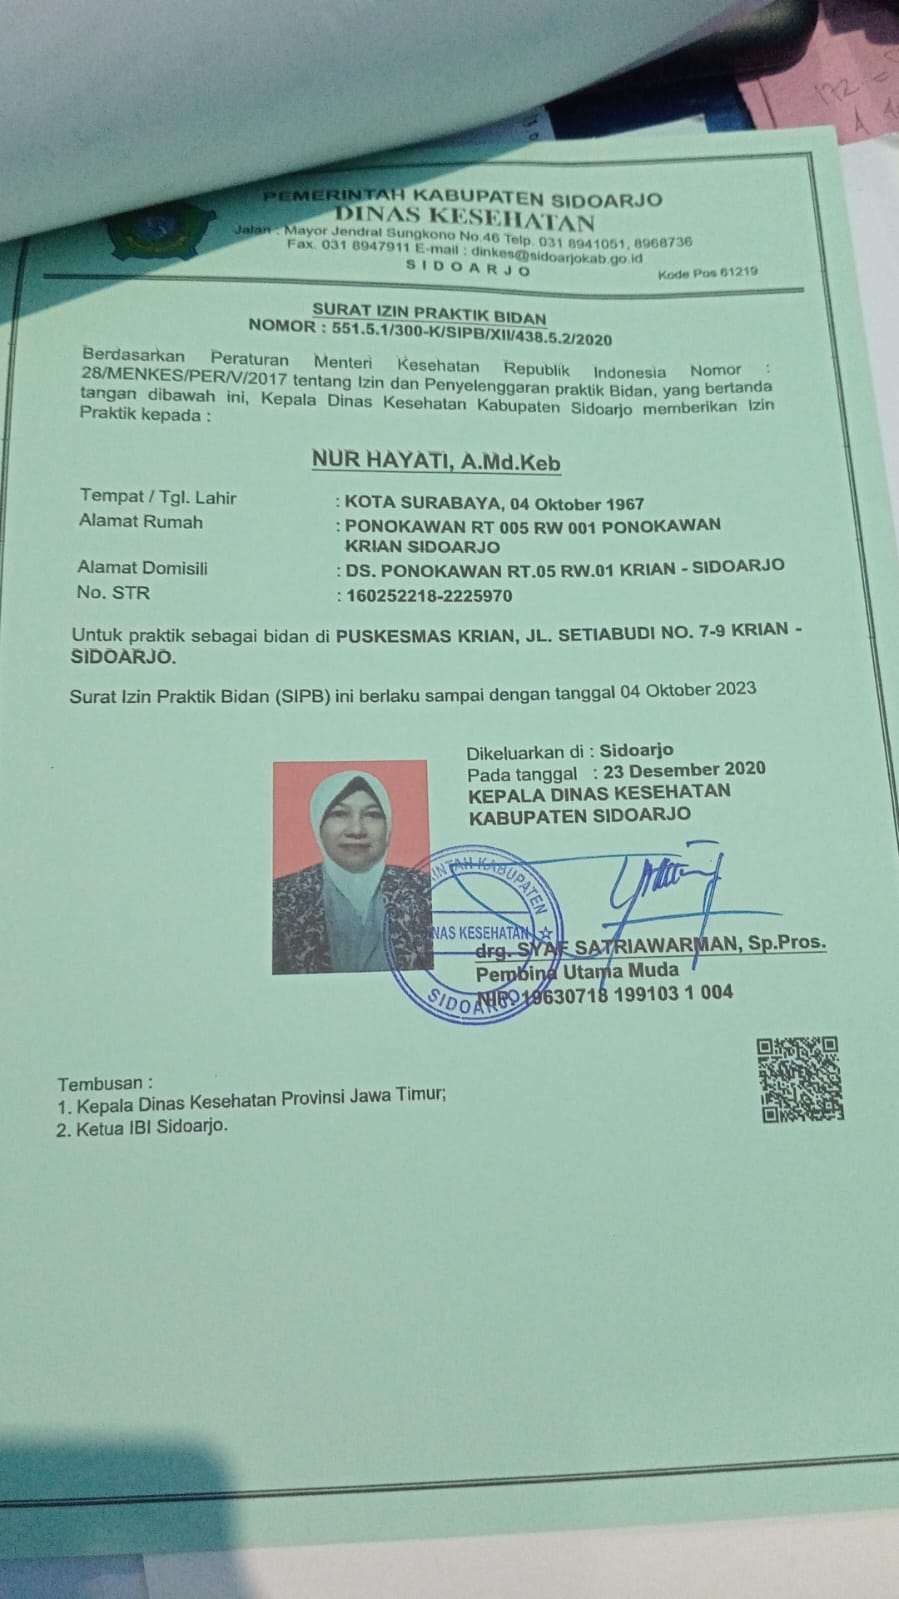 PEMERINTAH KABUPATEN SIDOARJO
DINAS KESEHATAN
Jalan : Mayor Jendral Sungkono No.46 Telp. 031 8941051, 8968736
Fax. 031 8947911 E-mail : dinkes@sidoarjokab.go.id
SIDOARJO
Kode Pos 61219
SURAT IZIN PRAKTIK BIDAN
NOMOR : 551.5.1/300-K/SIPB/XII/438.5.2/2020
Berdasarkan Peraturan Menteri Kesehatan Republik Indonesia Nomor :
28/MENKES/PER/V/2017 tentang Izin dan Penyelenggaran praktik Bidan, yang bertanda
tangan dibawah ini, Kepala Dinas Kesehatan Kabupaten Sidoarjo memberikan Izin
Praktik kepada :
NUR HAYATI, A.Md.Keb
Tempat / Tgl. Lahir : KOTA SURABAYA, 04 Oktober 1967
Alamat Rumah : PONOKAWAN RT 005 RW 001 PONOKAWAN
KRIAN SIDOARJO
Alamat Domisili : DS. PONOKAWAN RT.05 RW.01 KRIAN - SIDOARJO
No. STR : 160252218-2225970
Untuk praktik sebagai bidan di PUSKESMAS KRIAN, JL. SETIABUDI NO. 7-9 KRIAN -
SIDOARJO.
Surat Izin Praktik Bidan (SIPB) ini berlaku sampai dengan tanggal 04 Oktober 2023
Dikeluarkan di : Sidoarjo
Pada tanggal : 23 Desember 2020
KEPALA DINAS KESEHATAN
KABUPATEN SIDOARJO
KABUPATEN
KESEHATAN
SIDOARJO
drg. SYAF SATRIAWARMAN, Sp.Pros.
Pembina Utama Muda
NIP. 19630718 199103 1 004
Tembusan :
1. Kepala Dinas Kesehatan Provinsi Jawa Timur;
2. Ketua IBI Sidoarjo.